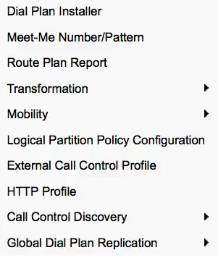 Dial Plan Installer
Meet-Me Number/Pattern
Route Plan Report
Transformation
Mobility
Logical Partition Policy Configuration
External Call Control Profile
HTTP Profile
Call Control Discovery
Global Dial Plan Replication